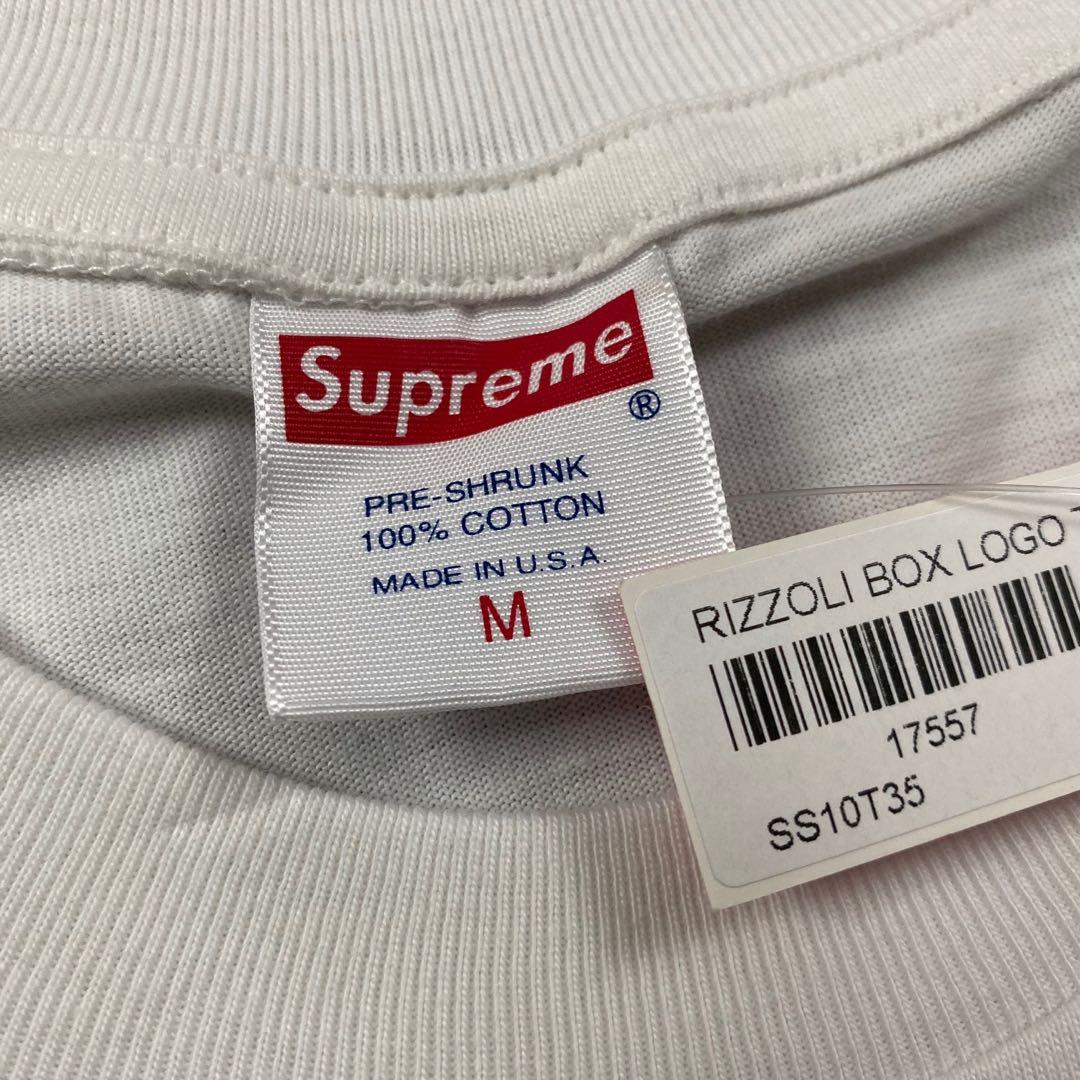 Supreme
®
PRE-SHRUNK
100% COTTON
MADE IN U.S.A.
M
RIZZOLI BOX LOGO T
17557
SS10T35